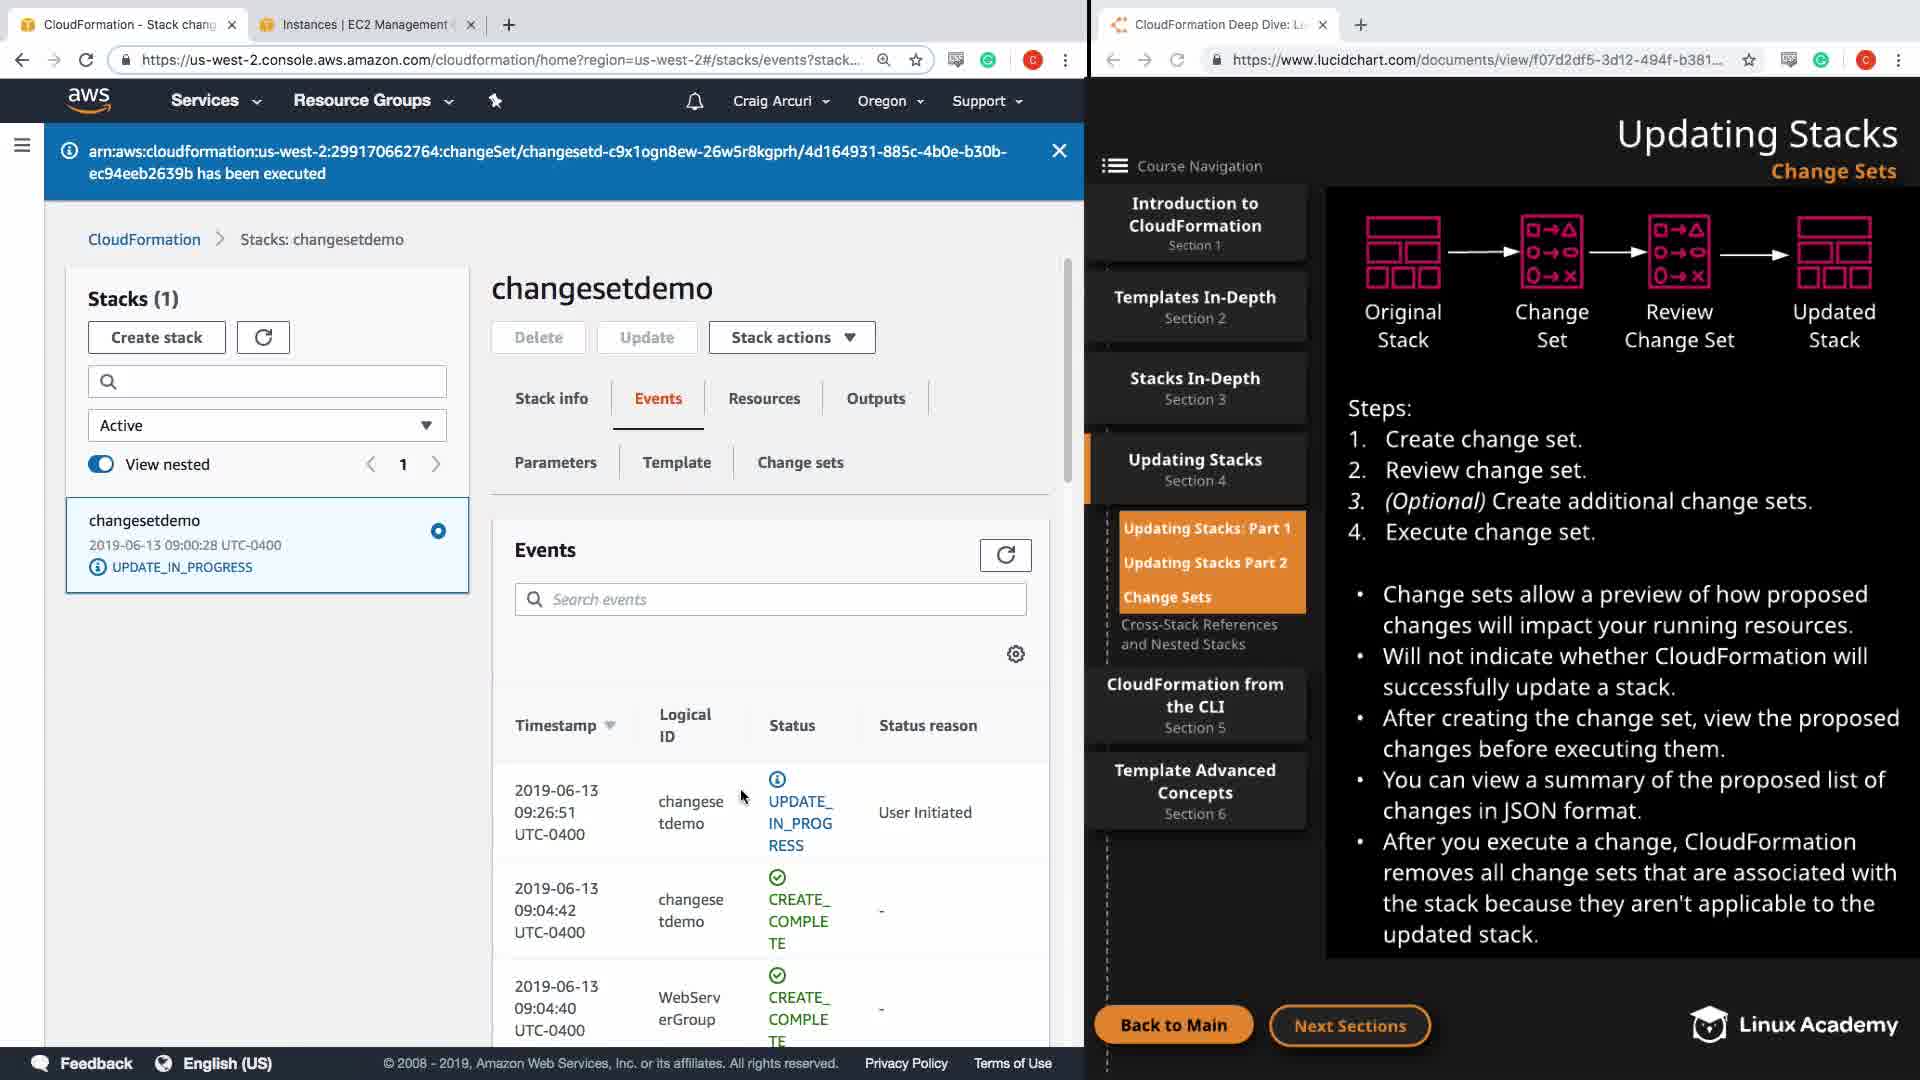 CloudFormation - Stack chang
Instances | EC2 Management
https://us-west-2.console.aws.amazon.com/cloudformation/home?region=us-west-2#/stacks/events?stack...
C
aws
Services
Resource Groups
Craig Arcuri
Oregon
Support
arn:aws:cloudformation:us-west-2:299170662764:changeSet/changesetd-c9x1ogn8ew-26w5r8kgprh/4d164931-885c-4b0e-b30b-
ec94eeb2639b has been executed
CloudFormation
Stacks: changesetdemo
Stacks (1)
Create stack
Active
View nested
1
changesetdemo
2019-06-13 09:00:28 UTC-0400
UPDATE_IN_PROGRESS
changesetdemo
Delete
Update
Stack actions
Stack info
Events
Resources
Outputs
Parameters
Template
Change sets
Events
Search events
Timestamp
Logical
ID
Status
Status reason
2019-06-13
09:26:51
UTC-0400
changese
tdemo
UPDATE_
IN_PROG
RESS
User Initiated
2019-06-13
09:04:42
UTC-0400
changese
tdemo
CREATE_
COMPLE
TE
-
2019-06-13
09:04:40
UTC-0400
WebServ
erGroup
CREATE_
COMPLE
TE
-
Feedback
English (US)
© 2008 - 2019, Amazon Web Services, Inc. or its affiliates. All rights reserved.
Privacy Policy
Terms of Use
CloudFormation Deep Dive: Le
https://www.lucidchart.com/documents/view/f07d2df5-3d12-494f-b381...
C
Updating Stacks
Change Sets
Course Navigation
Introduction to
CloudFormation
Section 1
Templates In-Depth
Section 2
Stacks In-Depth
Section 3
Updating Stacks
Section 4
Updating Stacks: Part 1
Updating Stacks Part 2
Change Sets
Cross-Stack References
and Nested Stacks
CloudFormation from
the CLI
Section 5
Template Advanced
Concepts
Section 6
Original
Stack
Change
Set
Review
Change Set
Updated
Stack
Steps:
1. Create change set.
2. Review change set.
3. (Optional) Create additional change sets.
4. Execute change set.
• Change sets allow a preview of how proposed
changes will impact your running resources.
• Will not indicate whether CloudFormation will
successfully update a stack.
• After creating the change set, view the proposed
changes before executing them.
• You can view a summary of the proposed list of
changes in JSON format.
• After you execute a change, CloudFormation
removes all change sets that are associated with
the stack because they aren't applicable to the
updated stack.
Back to Main
Next Sections
Linux Academy